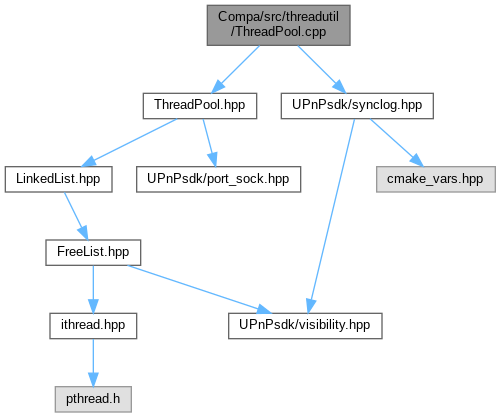 Compa/src/threadutil
/ThreadPool.cpp
ThreadPool.hpp
UPnPsdk/synclog.hpp
LinkedList.hpp
UPnPsdk/port_sock.hpp
cmake_vars.hpp
FreeList.hpp
ithread.hpp
UPnPsdk/visibility.hpp
pthread.h